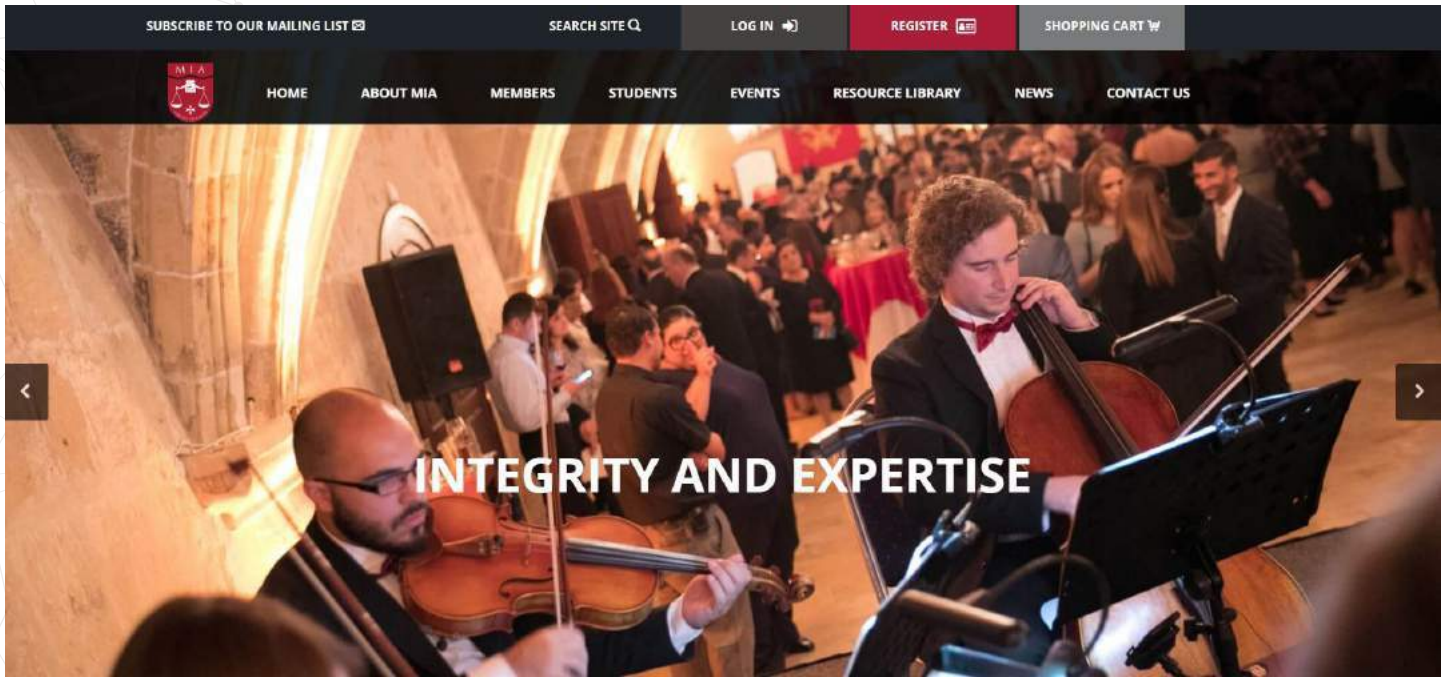 SUBSCRIBE TO OUR MAILING LIST
SEARCH SITE
LOG IN
REGISTER
SHOPPING CART
MIA
HOME
ABOUT MIA
MEMBERS
STUDENTS
EVENTS
RESOURCE LIBRARY
NEWS
CONTACT US
INTEGRITY AND EXPERTISE